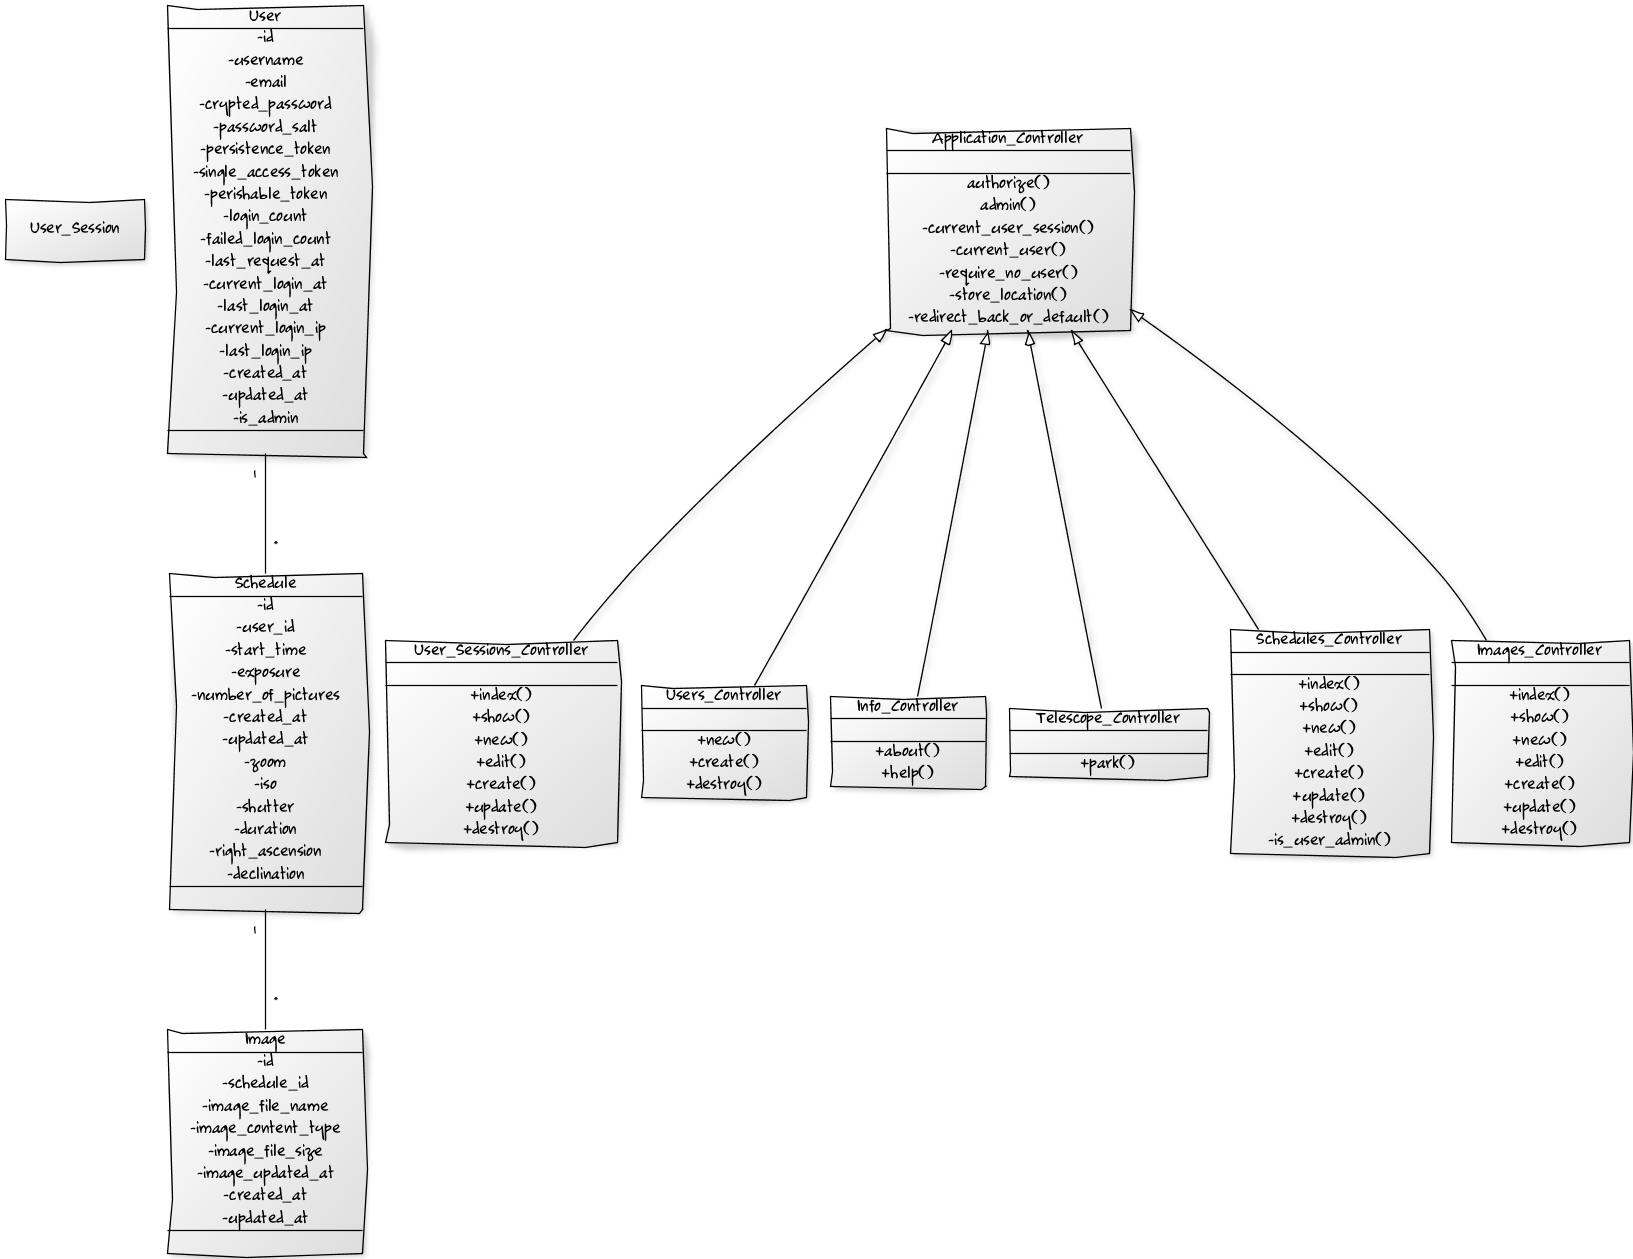 User
-id
-username
-email
-crypted_password
-password_salt
-persistence_token
-single_access_token
-perishable_token
-login_count
-failed_login_count
-last_request_at
-current_login_at
-last_login_at
-current_login_ip
-last_login_ip
-created_at
-updated_at
-is_admin
User_Session
1
*
Schedule
-id
-user_id
-start_time
-exposure
-number_of_pictures
-created_at
-updated_at
-zoom
-iso
-shutter
-duration
-right_ascension
-declination
1
*
Image
-id
-schedule_id
-image_file_name
-image_content_type
-image_file_size
-image_updated_at
-created_at
-updated_at
Application_Controller
authorize()
admin()
-current_user_session()
-current_user()
-require_no_user()
-store_location()
-redirect_back_or_default()
User_Sessions_Controller
+index()
+show()
+new()
+edit()
+create()
+update()
+destroy()
Users_Controller
+new()
+create()
+destroy()
Info_Controller
+about()
+help()
Telescope_Controller
+park()
Schedules_Controller
+index()
+show()
+new()
+edit()
+create()
+update()
+destroy()
-is_user_admin()
Images_Controller
+index()
+show()
+new()
+edit()
+create()
+update()
+destroy()